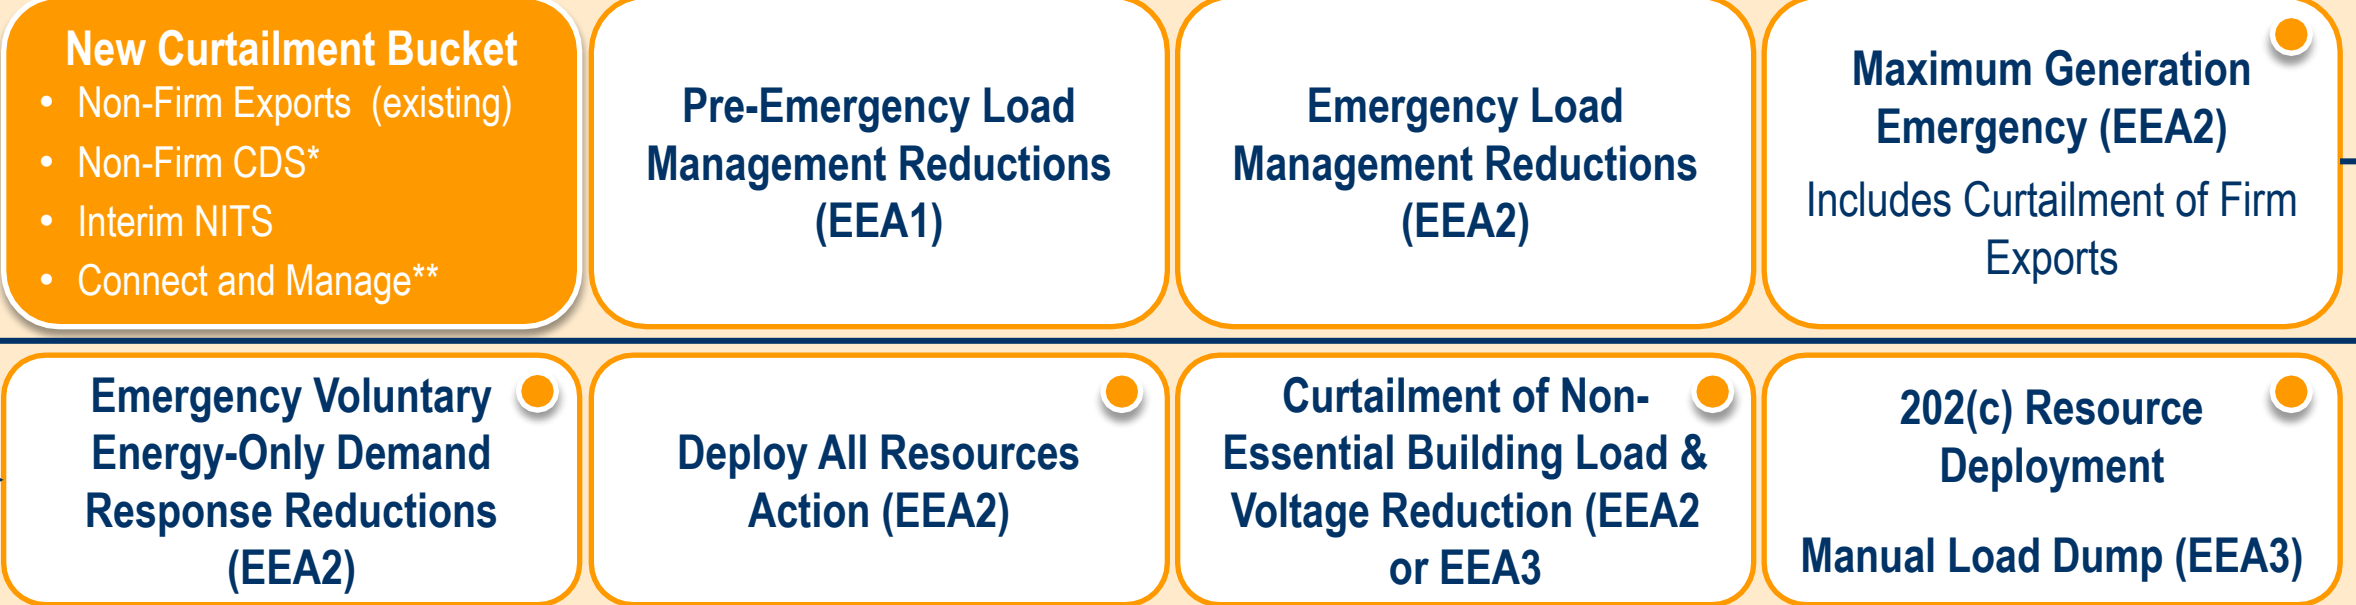 New Curtailment Bucket
• Non-Firm Exports (existing)
• Non-Firm CDS*
• Interim NITS
• Connect and Manage**
Pre-Emergency Load
Management Reductions
(EEA1)
Emergency Load
Management Reductions
(EEA2)
Maximum Generation
Emergency (EEA2)
Includes Curtailment of Firm
Exports
Emergency Voluntary
Energy-Only Demand
Response Reductions
(EEA2)
Deploy All Resources
Action (EEA2)
Curtailment of Non-
Essential Building Load &
Voltage Reduction (EEA2
or EEA3
202(c) Resource
Deployment
Manual Load Dump (EEA3)